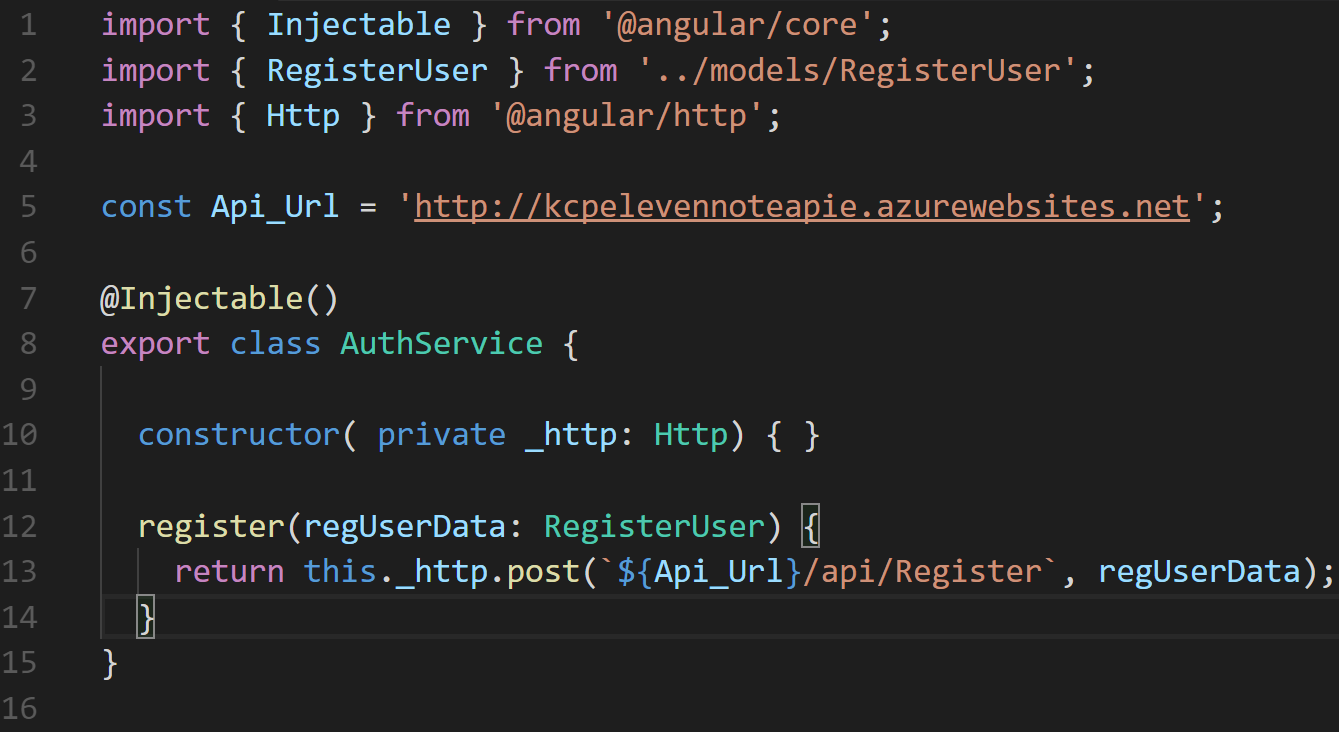 1 import { Injectable } from '@angular/core';
2 import { RegisterUser } from '../models/RegisterUser';
3 import { Http } from '@angular/http';
4
5 const Api_Url = 'http://kcpelevennoteapie.azurewebsites.net';
6
7 @Injectable()
8 export class AuthService {
9
10 constructor( private _http: Http) { }
11
12 register(regUserData: RegisterUser) {
13 return this._http.post(`${Api_Url}/api/Register`, regUserData);
14 }
15 }
16